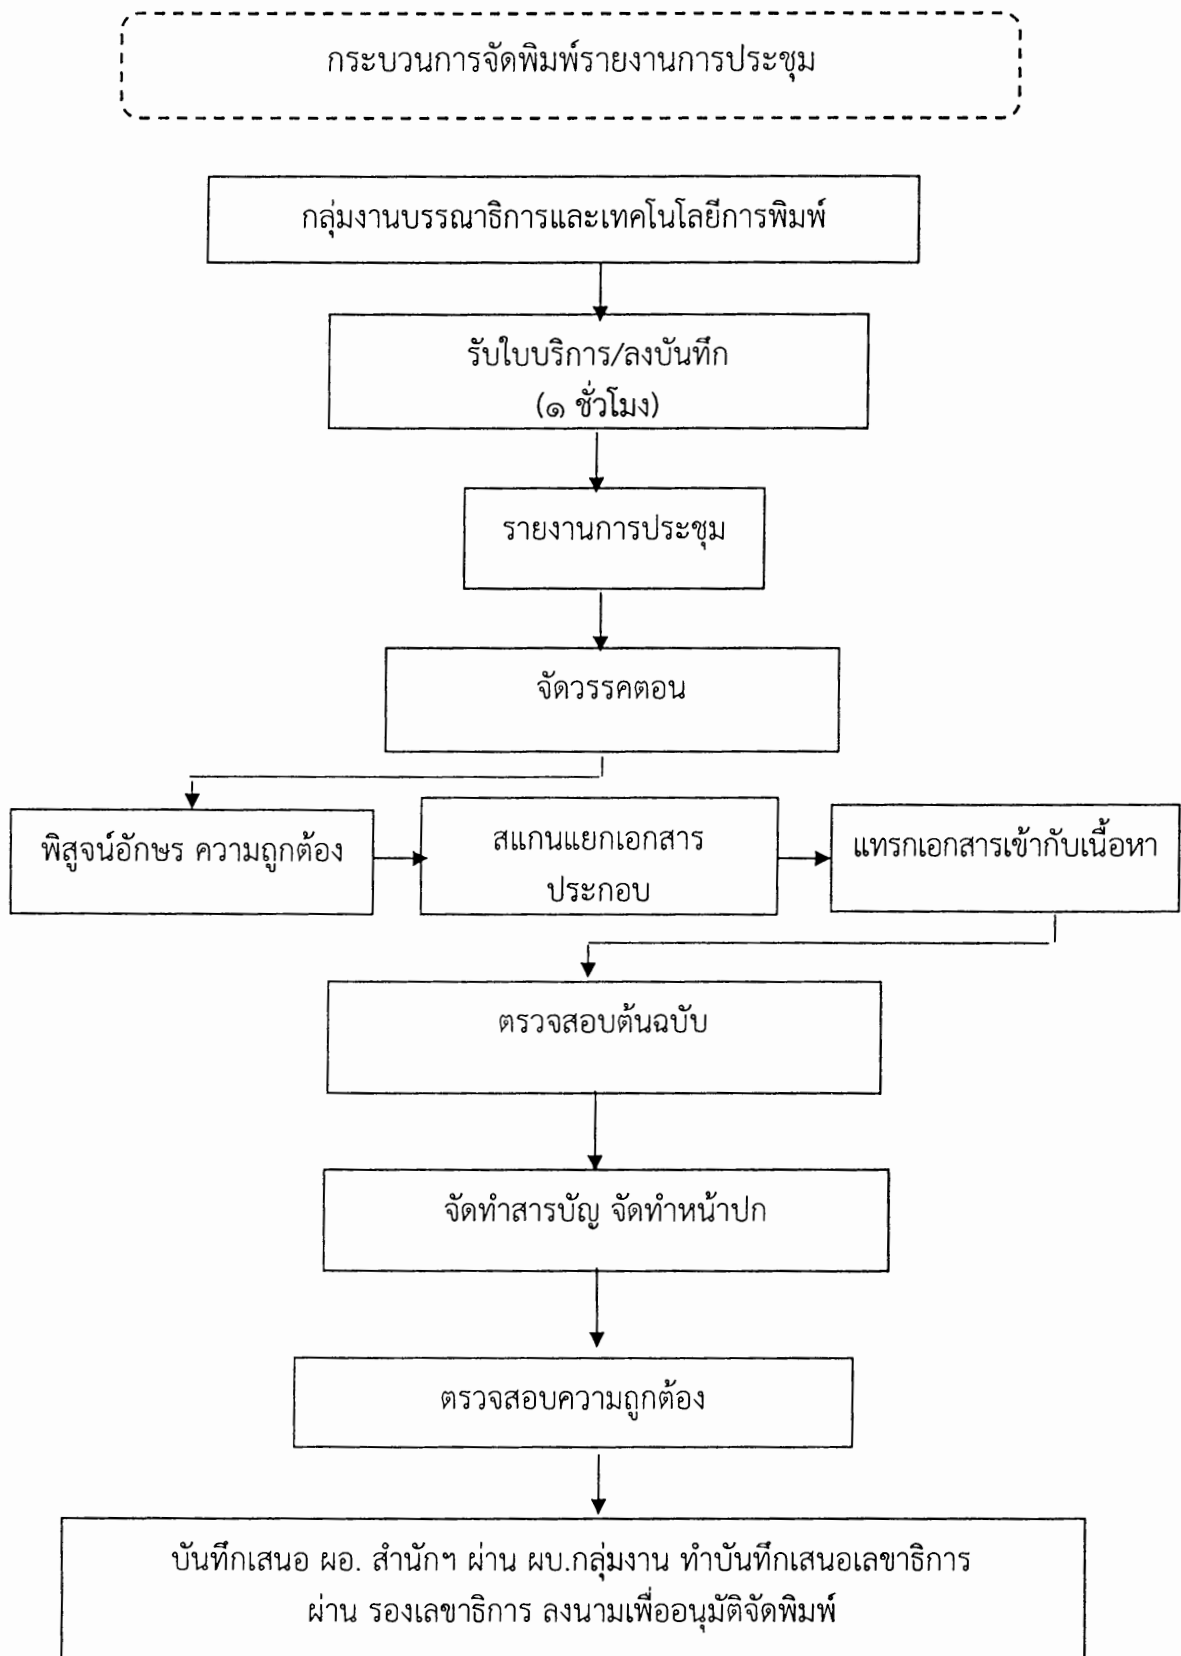 กระบวนการจัดพิมพ์รายงานการประชุม
กลุ่มงานบรรณาธิการและเทคโนโลยีการพิมพ์
รับใบบริการ/ลงบันทึก
(๑ ชั่วโมง)
รายงานการประชุม
จัดวรรคตอน
พิสูจน์อักษร ความถูกต้อง
สแกนแยกเอกสาร
ประกอบ
แทรกเอกสารเข้ากับเนื้อหา
ตรวจสอบต้นฉบับ
จัดทำสารบัญ จัดทำหน้าปก
ตรวจสอบความถูกต้อง
บันทึกเสนอ ผอ. สำนักฯ ผ่าน ผบ.กลุ่มงาน ทำบันทึกเสนอเลขาธิการ
ผ่าน รองเลขาธิการ ลงนามเพื่ออนุมัติจัดพิมพ์